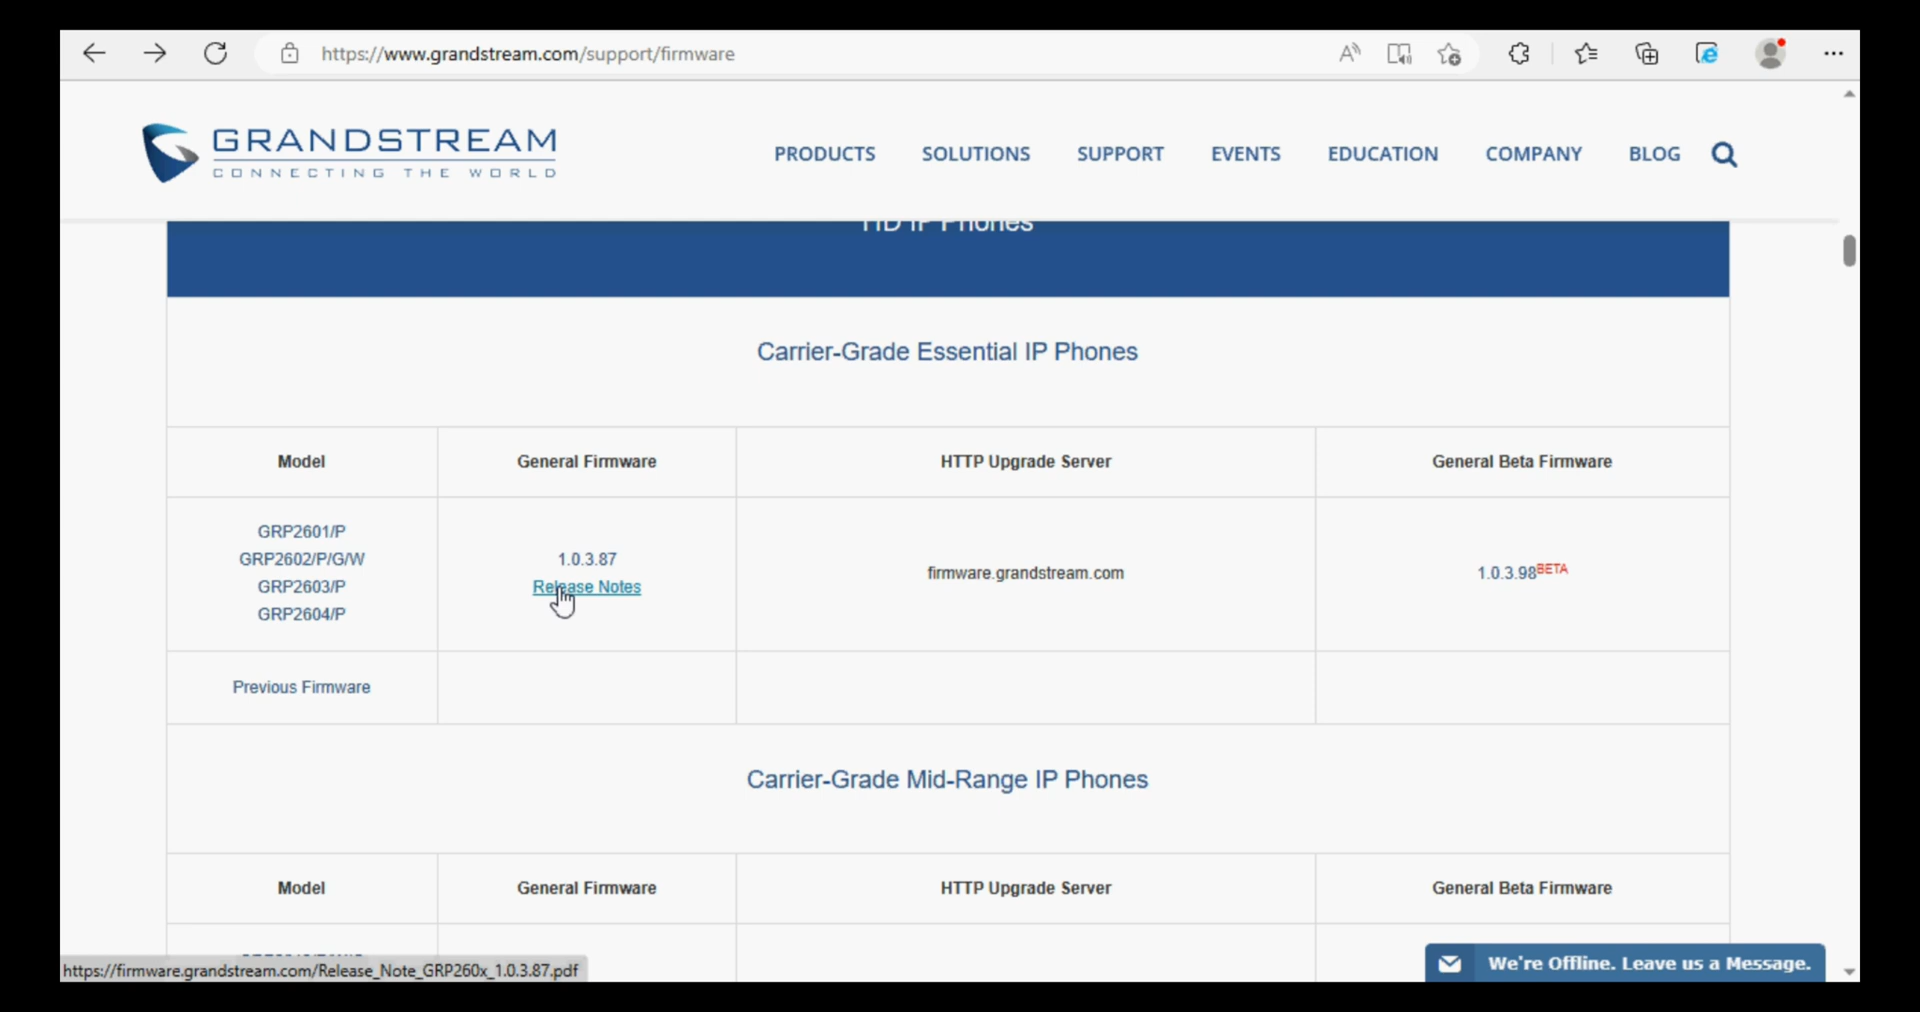 https://www.grandstream.com/support/firmware
GRANDSTREAM
CONNECTING THE WORLD
PRODUCTS SOLUTIONS SUPPORT EVENTS EDUCATION COMPANY BLOG
HD IP Phones
Carrier-Grade Essential IP Phones
Model General Firmware HTTP Upgrade Server General Beta Firmware
GRP2601/P
GRP2602/P/G/W
GRP2603/P
GRP2604/P
1.0.3.87
Release Notes
firmware.grandstream.com
1.0.3.98BETA
Previous Firmware
Carrier-Grade Mid-Range IP Phones
Model General Firmware HTTP Upgrade Server General Beta Firmware
https://firmware.grandstream.com/Release_Note_GRP260x_1.0.3.87.pdf
We're Offline. Leave us a Message.